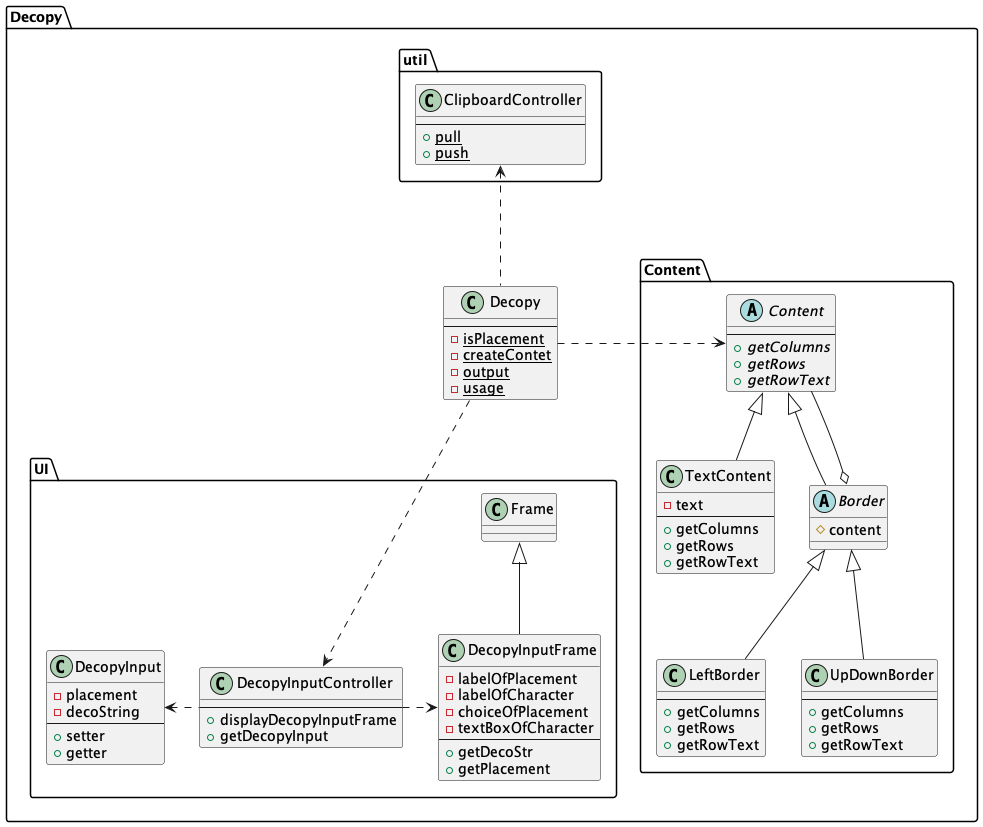 Decopy
util
C ClipboardController
pull
push
C Decopy
isPlacement
createContet
output
usage
Content
A Content
getColumns
getRows
getRowText
C TextContent
text
getColumns
getRows
getRowText
A Border
content
C LeftBorder
getColumns
getRows
getRowText
C UpDownBorder
getColumns
getRows
getRowText
UI
C Frame
C DecopyInput
placement
decoString
setter
getter
C DecopyInputController
displayDecopyInputFrame
getDecopyInput
C DecopyInputFrame
labelOfPlacement
labelOfCharacter
choiceOfPlacement
textBoxOfCharacter
getDecoStr
getPlacement